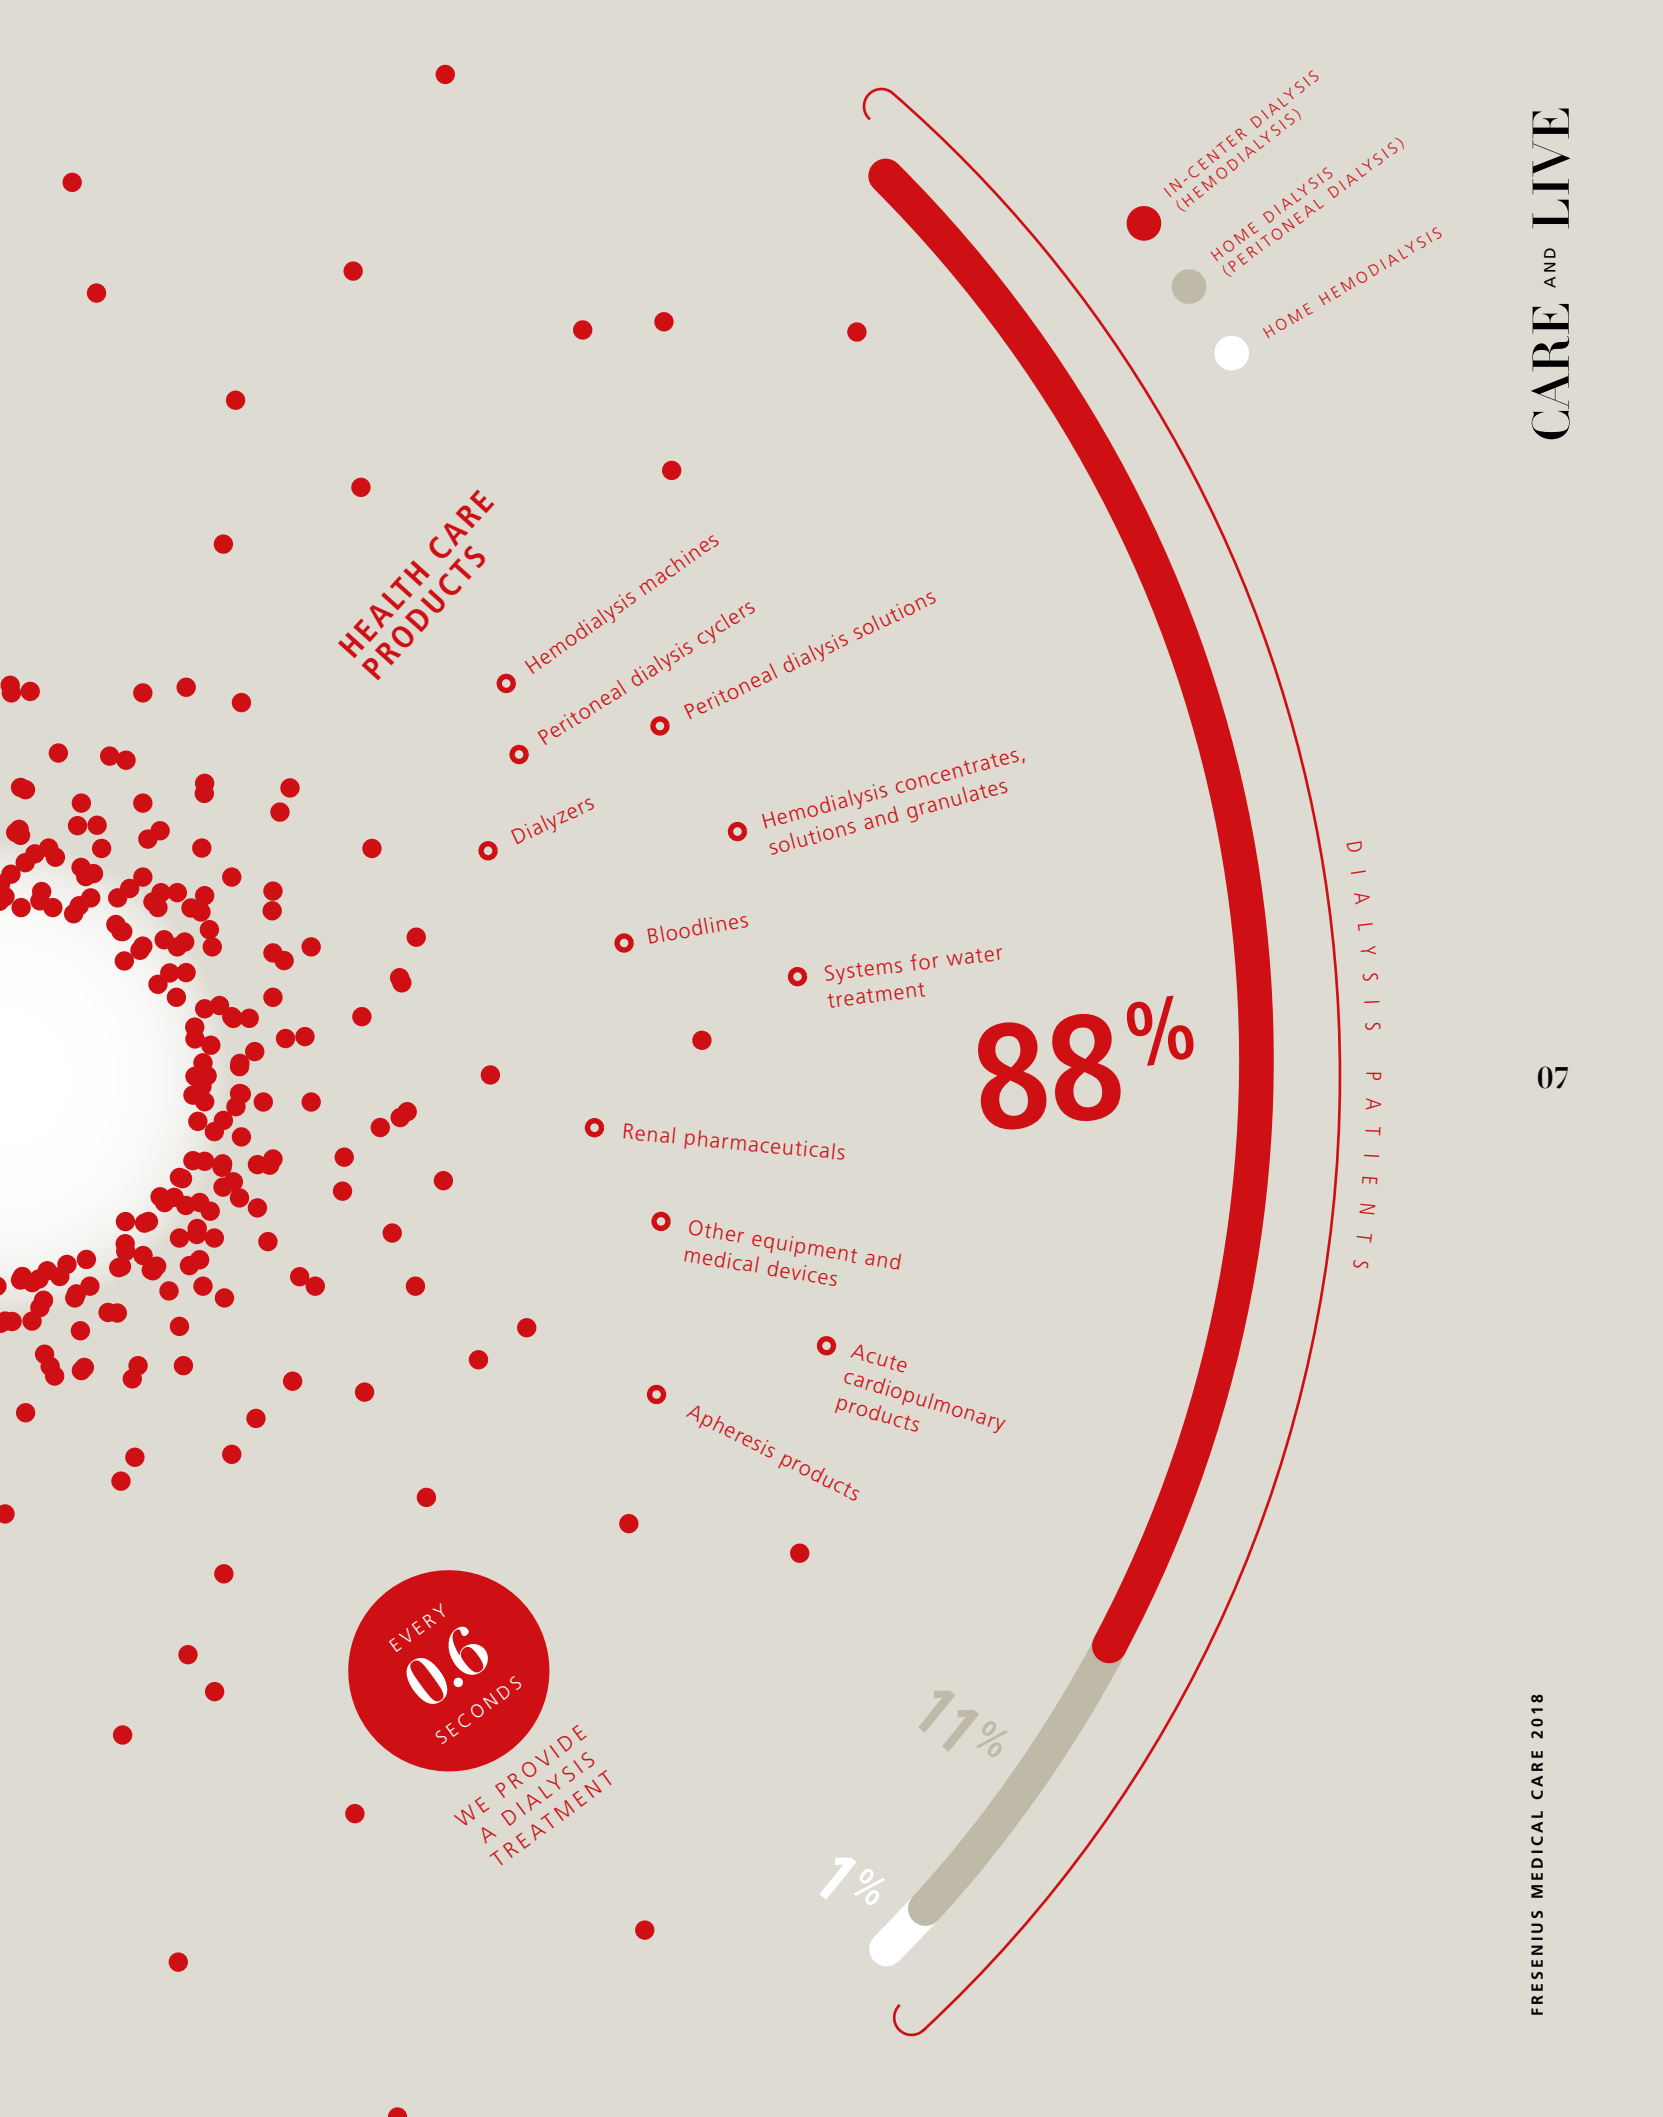 IN-CENTER DIALYSIS
(HEMODIALYSIS)
HOME DIALYSIS
(PERITONEAL DIALYSIS)
HOME HEMODIALYSIS
CARE AND LIVE
HEALTH CARE
PRODUCTS
Hemodialysis machines
Peritoneal dialysis cyclers
Peritoneal dialysis solutions
Dialyzers
Hemodialysis concentrates,
solutions and granulates
Bloodlines
Systems for water
treatment
88%
DIALYSIS PATIENTS
07
Renal pharmaceuticals
Other equipment and
medical devices
Acute
cardiopulmonary
products
Apheresis products
EVERY
0.6
SECONDS
WE PROVIDE
A DIALYSIS
TREATMENT
11%
1%
FRESENIUS MEDICAL CARE 2018